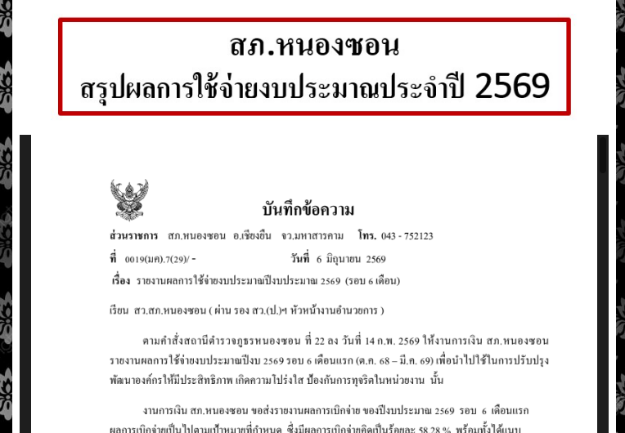 สภ.หนองซอน
สรุปผลการใช้จ่ายงบประมาณประจำปี 2569
บันทึกข้อความ
ส่วนราชการ สภ.หนองซอน อ.เชียงยืน จว.มหาสารคาม โทร. 043 - 752123
ที่ 0019(มค).7(29)/ - วันที่ 6 มิถุนายน 2569
เรื่อง รายงานผลการใช้จ่ายงบประมาณปีงบประมาณ 2569 (รอบ 6 เดือน)
เรียน สว.สภ.หนองซอน ( ผ่าน รอง สว.(ป.)ฯ หัวหน้างานอำนวยการ )
ตามคำสั่งสถานีตำรวจภูธรหนองซอน ที่ 22 ลง วันที่ 14 ก.พ. 2569 ให้งานการเงิน สภ.หนองซอน
รายงานผลการใช้จ่ายงบประมาณปีงบ 2569 รอบ 6 เดือนแรก (ต.ค. 68 – มี.ค. 69) เพื่อนำไปใช้ในการปรับปรุง
พัฒนาองค์กรให้มีประสิทธิภาพ เกิดความโปร่งใส ป้องกันการทุจริตในหน่วยงาน นั้น
งานการเงิน สภ.หนองซอน ขอส่งรายงานผลการเบิกจ่าย ของปีงบประมาณ 2569 รอบ 6 เดือนแรก
ผลการเบิกจ่ายเป็นไปตามเป้าหมายที่กำหนด ซึ่งมีผลการเบิกจ่ายคิดเป็นร้อยละ 58.28 % พร้อมทั้งได้แนบ